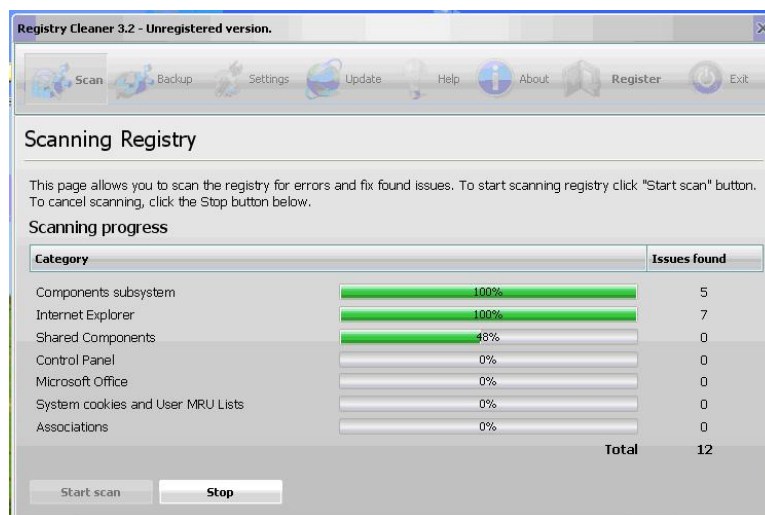 Registry Cleaner 3.2 - Unregistered version.
Scan Backup Settings Update Help About Register Exit
Scanning Registry
This page allows you to scan the registry for errors and fix found issues. To start scanning registry click "Start scan" button.
To cancel scanning, click the Stop button below.
Scanning progress
Category Issues found
Components subsystem 100% 5
Internet Explorer 100% 7
Shared Components 48% 0
Control Panel 0% 0
Microsoft Office 0% 0
System cookies and User MRU Lists 0% 0
Associations 0% 0
Total 12
Start scan Stop